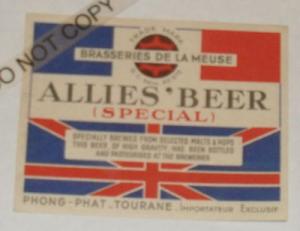 DO NOT COPY
TRADE MARK
BRASSERIES DE LA MEUSE
ALLIES' BEER
(SPECIAL)
SPECIALLY BREWED FROM SELECTED MALTS & HOPS
THIS BEER, OF HIGH GRAVITY, HAS BEEN BOTTLED
AND PASTEURISED AT THE BREWERIES
PHONG-PHAT _ TOURANE _ IMPORTATEUR EXCLUSIF